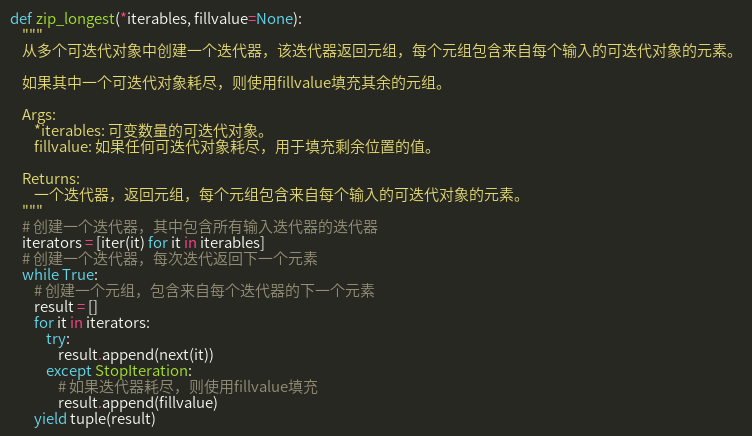 def zip_longest(*iterables, fillvalue=None):
"""
从多个可迭代对象中创建一个迭代器，该迭代器返回元组，每个元组包含来自每个输入的可迭代对象的元素。
如果其中一个可迭代对象耗尽，则使用fillvalue填充其余的元组。
Args:
*iterables: 可变数量的可迭代对象。
fillvalue: 如果任何可迭代对象耗尽，用于填充剩余位置的值。
Returns:
一个迭代器，返回元组，每个元组包含来自每个输入的可迭代对象的元素。
"""
# 创建一个迭代器，其中包含所有输入迭代器的迭代器
iterators = [iter(it) for it in iterables]
# 创建一个迭代器，每次迭代返回下一个元素
while True:
# 创建一个元组，包含来自每个迭代器的下一个元素
result = []
for it in iterators:
try:
result.append(next(it))
except StopIteration:
# 如果迭代器耗尽，则使用fillvalue填充
result.append(fillvalue)
yield tuple(result)